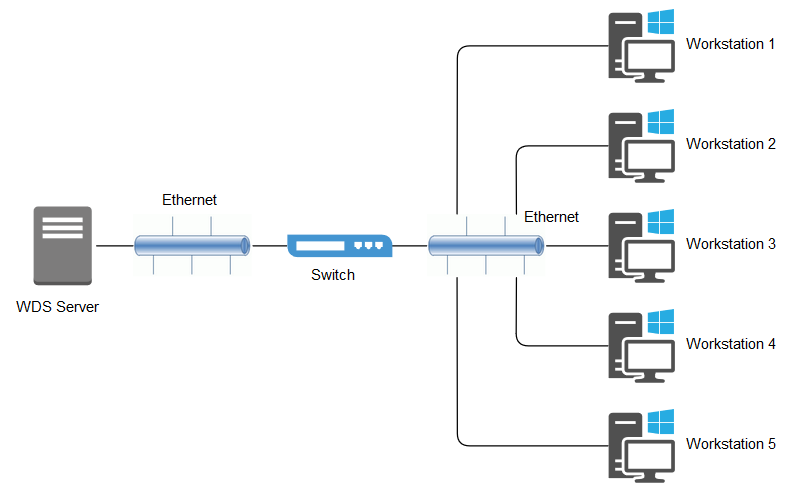 Workstation 1
Workstation 2
Ethernet
Ethernet
Workstation 3
Switch
WDS Server
Workstation 4
Workstation 5